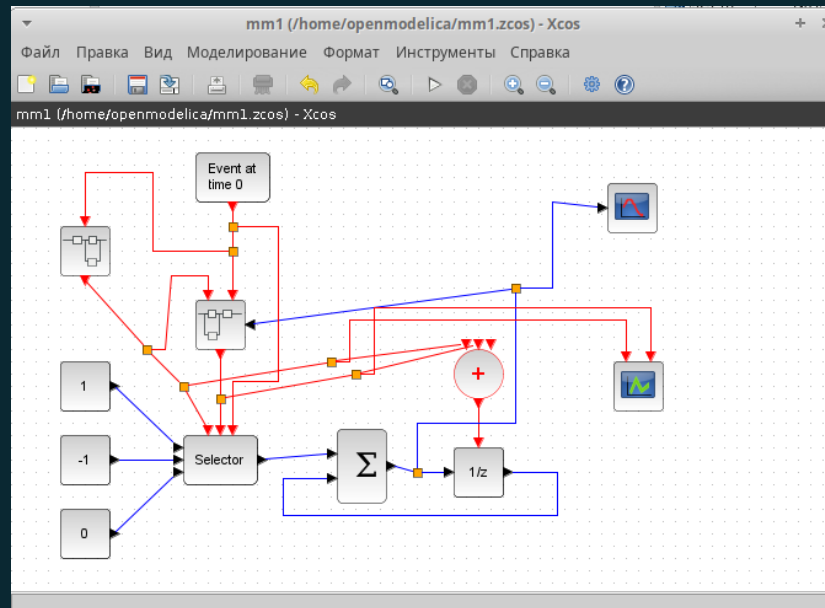 mm1 (/home/openmodelica/mm1.zcos) - Xcos
Файл Правка Вид Моделирование Формат Инструменты Справка
mm1 (/home/openmodelica/mm1.zcos) - Xcos
Event at
time 0
1
+
-1
Selector
Σ
1/z
0